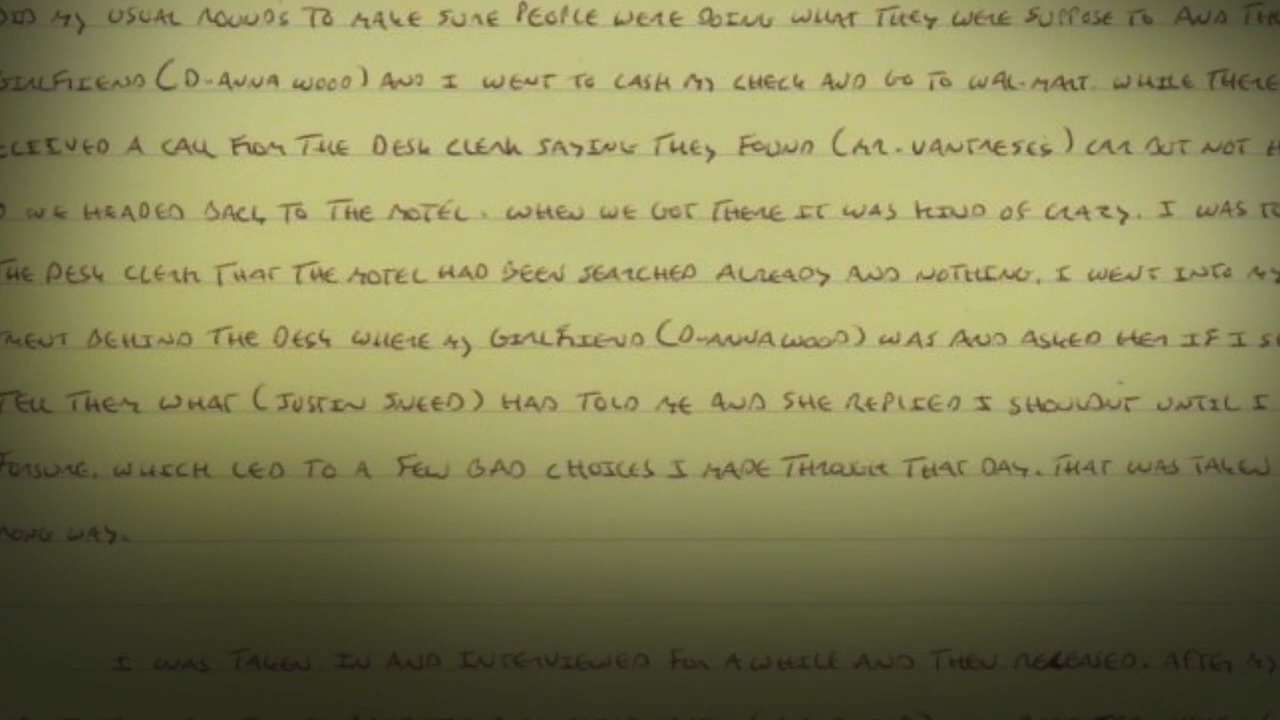 DID MY USUAL ROUNDS TO MAKE SURE PEOPLE WERE DOING WHAT THEY WERE SUPPOSE TO AND
GIRLFRIEND (D-ANNA WOOD) AND I WENT TO CASH MY CHECK AND GO TO WAL-MART. WHILE THERE
RECEIVED A CALL FROM THE DESK CLERK SAYING THEY FOUND (MR. VANTRESES) CAR BUT NOT
WE HEADED BACK TO THE MOTEL. WHEN WE GOT THERE IT WAS KIND OF CRAZY. I WAS
THE DESK CLERK THAT THE MOTEL HAD BEEN SEARCHED ALREADY AND NOTHING. I WENT INTO MY
MENT BEHIND THE DESK WHERE MY GIRLFRIEND (D-ANNA WOOD) WAS AND ASKED HER IF I
TELL THEM WHAT (JUSTIN SNEED) HAD TOLD ME AND SHE REPLIED I SHOULDNT UNTIL I
FORSURE. WHICH LED TO A FEW BAD CHOICES I MADE THROUGH THAT DAY. THAT WAS TAKEN
RONG WAY.
I WAS TAKEN IN AND INTERVIEWED FOR AWHILE AND THEN RELEASED. AFTER MY